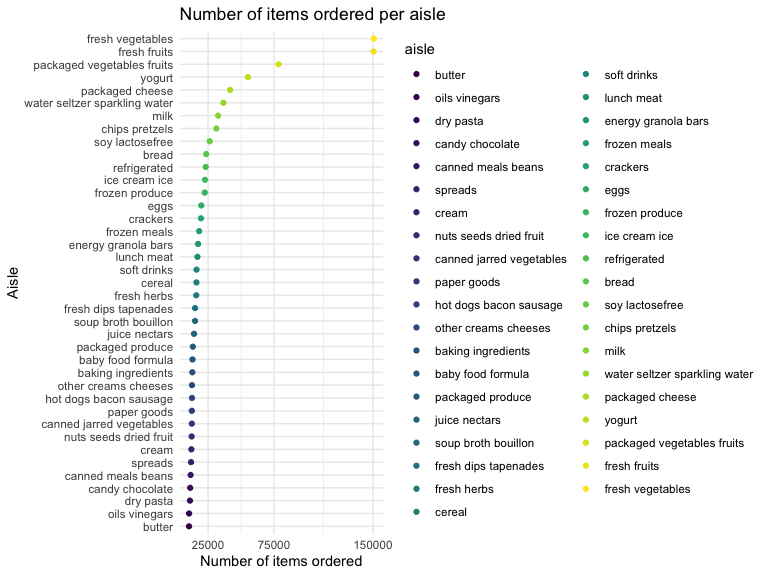 Number of items ordered per aisle
fresh vegetables
fresh fruits
packaged vegetables fruits
yogurt
packaged cheese
water seltzer sparkling water
milk
chips pretzels
soy lactosefree
bread
refrigerated
ice cream ice
frozen produce
eggs
crackers
frozen meals
energy granola bars
lunch meat
soft drinks
cereal
fresh herbs
fresh dips tapenades
soup broth bouillon
juice nectars
packaged produce
baby food formula
baking ingredients
other creams cheeses
hot dogs bacon sausage
paper goods
canned jarred vegetables
nuts seeds dried fruit
cream
spreads
canned meals beans
candy chocolate
dry pasta
oils vinegars
butter
Aisle
25000 75000 150000
Number of items ordered
aisle
butter
oils vinegars
dry pasta
candy chocolate
canned meals beans
spreads
cream
nuts seeds dried fruit
canned jarred vegetables
paper goods
hot dogs bacon sausage
other creams cheeses
baking ingredients
baby food formula
packaged produce
juice nectars
soup broth bouillon
fresh dips tapenades
fresh herbs
cereal
soft drinks
lunch meat
energy granola bars
frozen meals
crackers
eggs
frozen produce
ice cream ice
refrigerated
bread
soy lactosefree
chips pretzels
milk
water seltzer sparkling water
packaged cheese
yogurt
packaged vegetables fruits
fresh fruits
fresh vegetables